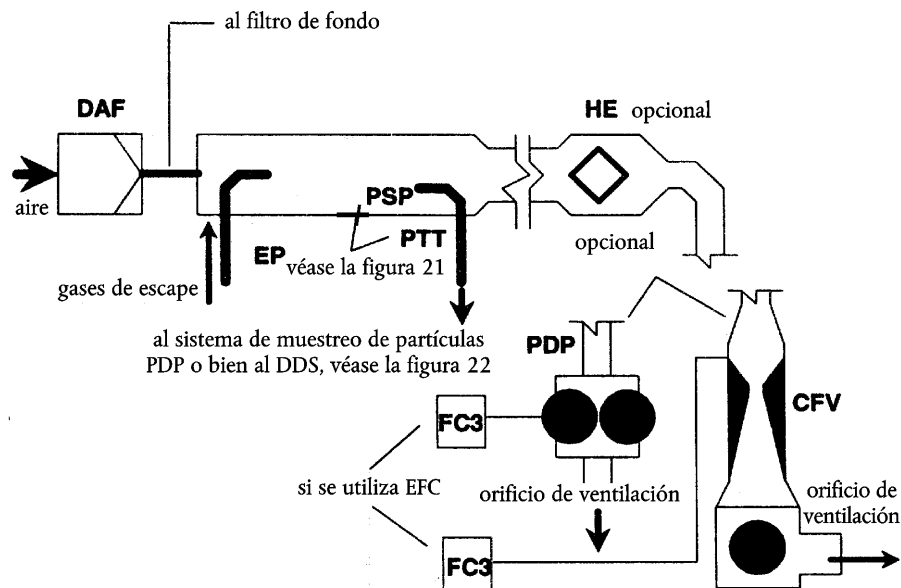 al filtro de fondo
DAF
HE opcional
aire
PSP
EP
PTT
opcional
véase la figura 21
gases de escape
al sistema de muestreo de partículas
PDP o bien al DDS, véase la figura 22
PDP
CFV
FC3
si se utiliza EFC
orificio de ventilación
orificio de
ventilación
FC3